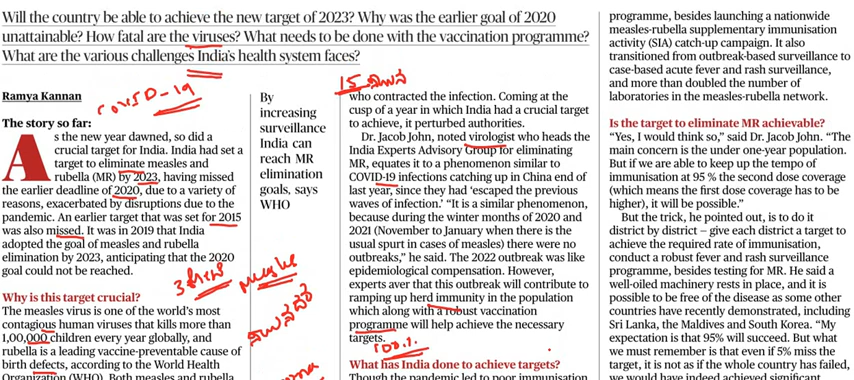 Will the country be able to achieve the new target of 2023? Why was the earlier goal of 2020
unattainable? How fatal are the viruses? What needs to be done with the vaccination programme?
What are the various challenges India's health system faces?
COVID-19
Ramya Kannan
The story so far:
As the new year dawned, so did a
crucial target for India. India had set a
target to eliminate measles and
rubella (MR) by 2023, having missed
the earlier deadline of 2020, due to a variety of
reasons, exacerbated by disruptions due to the
pandemic. An earlier target that was set for 2015
was also missed. It was in 2019 that India
adopted the goal of measles and rubella
elimination by 2023, anticipating that the 2020
goal could not be reached.
Why is this target crucial?
The measles virus is one of the world's most
contagious human viruses that kills more than
1,00,000 children every year globally, and
rubella is a leading vaccine-preventable cause of
birth defects, according to the World Health
Organization (WHO). Both measles and rubella
By
increasing
surveillance
India can
reach MR
elimination
goals, says
WHO
measles
15
who contracted the infection. Coming at the
cusp of a year in which India had a crucial target
to achieve, it perturbed authorities.
Dr. Jacob John, noted virologist who heads the
India Experts Advisory Group for eliminating
MR, equates it to a phenomenon similar to
COVID-19 infections catching up in China end of
last year, since they had 'escaped the previous
waves of infection.' "It is a similar phenomenon,
because during the winter months of 2020 and
2021 (November to January when there is the
usual spurt in cases of measles) there were no
outbreaks," he said. The 2022 outbreak was like
epidemiological compensation. However,
experts aver that this outbreak will contribute to
ramping up herd immunity in the population
which along with a robust vaccination
programme will help achieve the necessary
targets.
100%
What has India done to achieve targets?
Though the pandemic led to poor immunisation
programme, besides launching a nationwide
measles-rubella supplementary immunisation
activity (SIA) catch-up campaign. It also
transitioned from outbreak-based surveillance to
case-based acute fever and rash surveillance,
and more than doubled the number of
laboratories in the measles-rubella network.
Is the target to eliminate MR achievable?
"Yes, I would think so," said Dr. Jacob John. "The
main concern is the under one-year population.
But if we are able to keep up the tempo of
immunisation at 95 % the second dose coverage
(which means the first dose coverage has to be
higher), it will be possible."
But the trick, he pointed out, is to do it
district by district – give each district a target to
achieve the required rate of immunisation,
conduct a robust fever and rash surveillance
programme, besides testing for MR. He said a
well-oiled machinery rests in place, and it is
possible to be free of the disease as some other
countries have recently demonstrated, including
Sri Lanka, the Maldives and South Korea. "My
expectation is that 95% will succeed. But what
we must remember is that even if 5% miss the
target, it is not as if the whole country has failed,
we would have indeed achieved significant